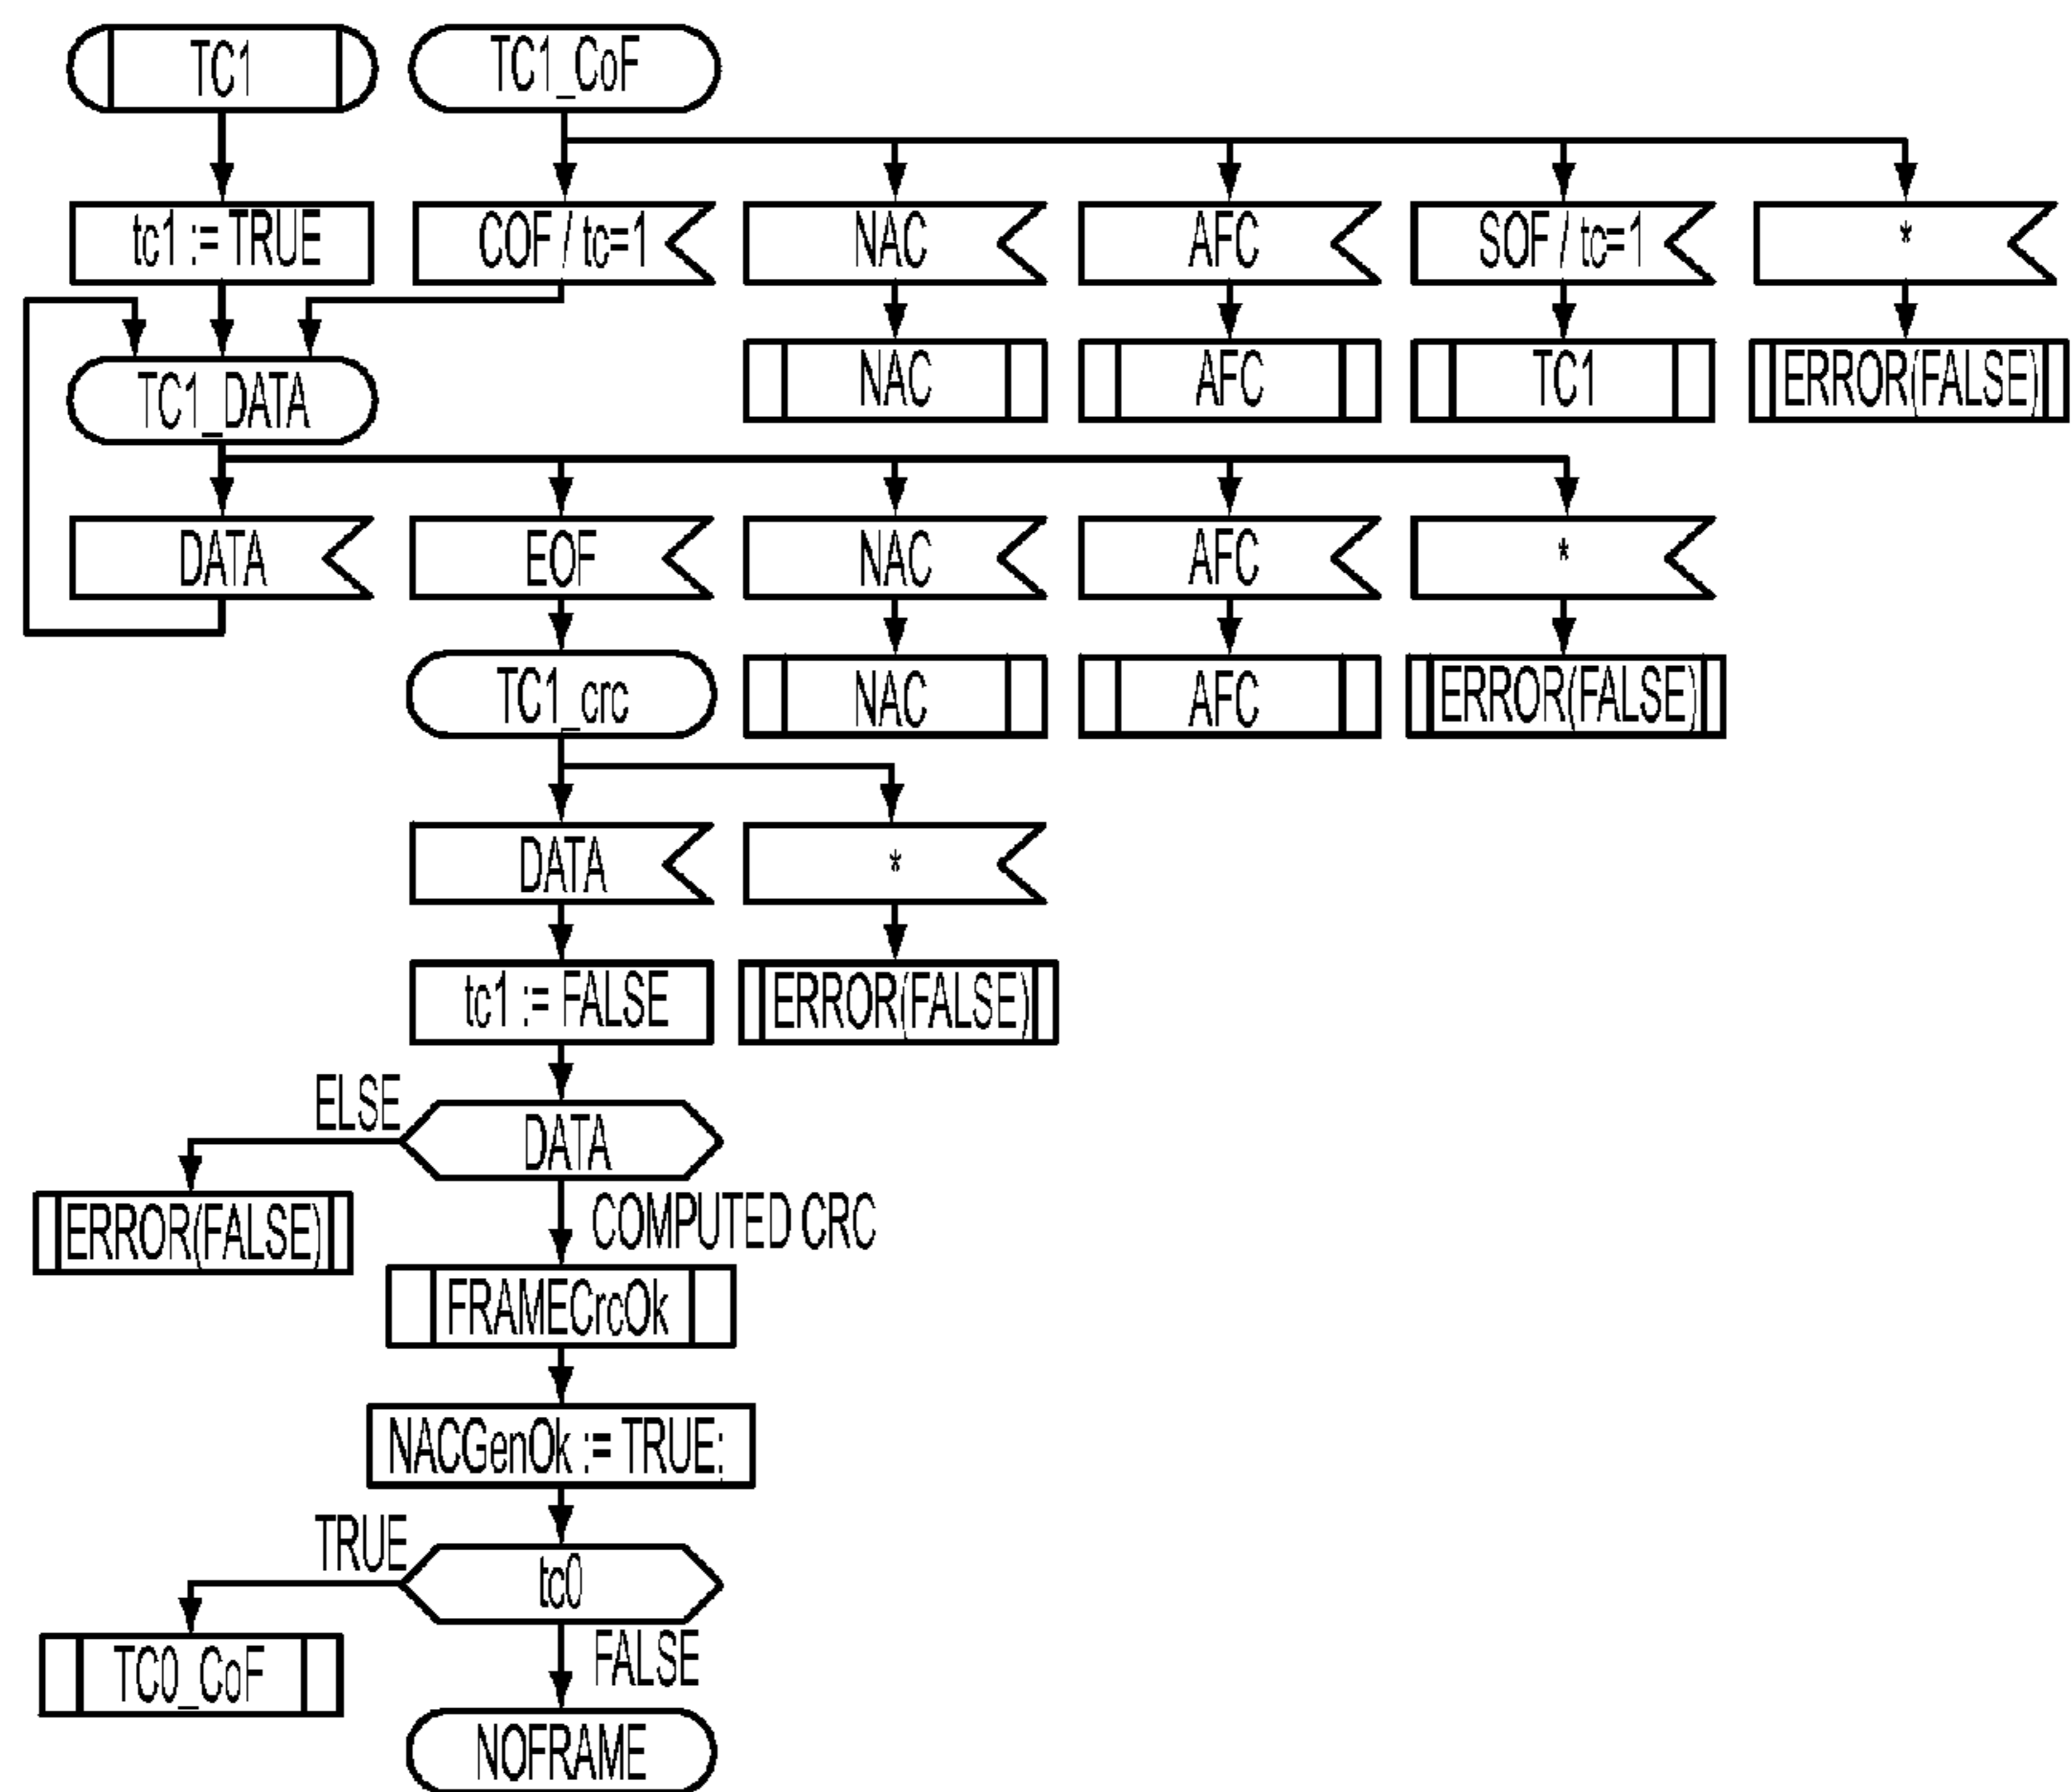 TC1
TC1_CoF
tc1 := TRUE
COF / tc=1
NAC
AFC
SOF / tc=1
*
NAC
AFC
TC1
ERROR(FALSE)
TC1_DATA
DATA
EOF
NAC
AFC
*
TC1_crc
NAC
AFC
ERROR(FALSE)
DATA
*
tc1 := FALSE
ERROR(FALSE)
ELSE
DATA
ERROR(FALSE)
COMPUTED CRC
FRAMECrcOk
NACGenOk := TRUE;
TRUE
tc0
TC0_CoF
FALSE
NOFRAME